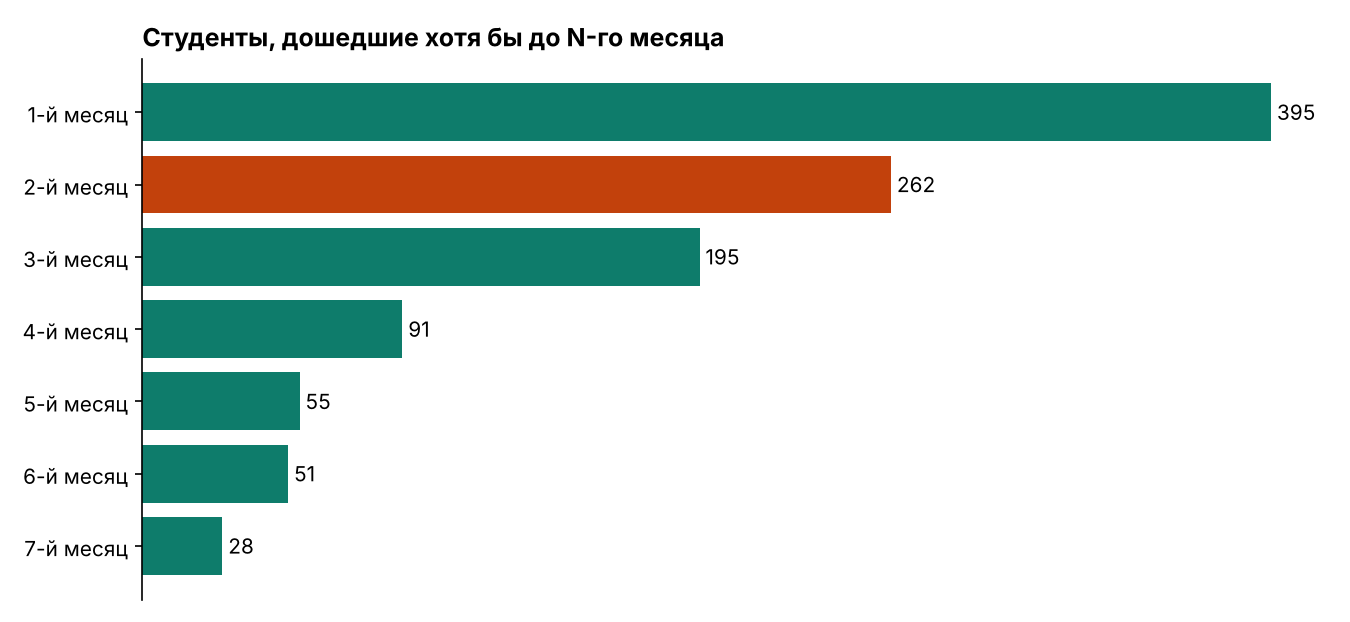 Студенты, дошедшие хотя бы до N-го месяца
1-й месяц 395
2-й месяц 262
3-й месяц 195
4-й месяц 91
5-й месяц 55
6-й месяц 51
7-й месяц 28